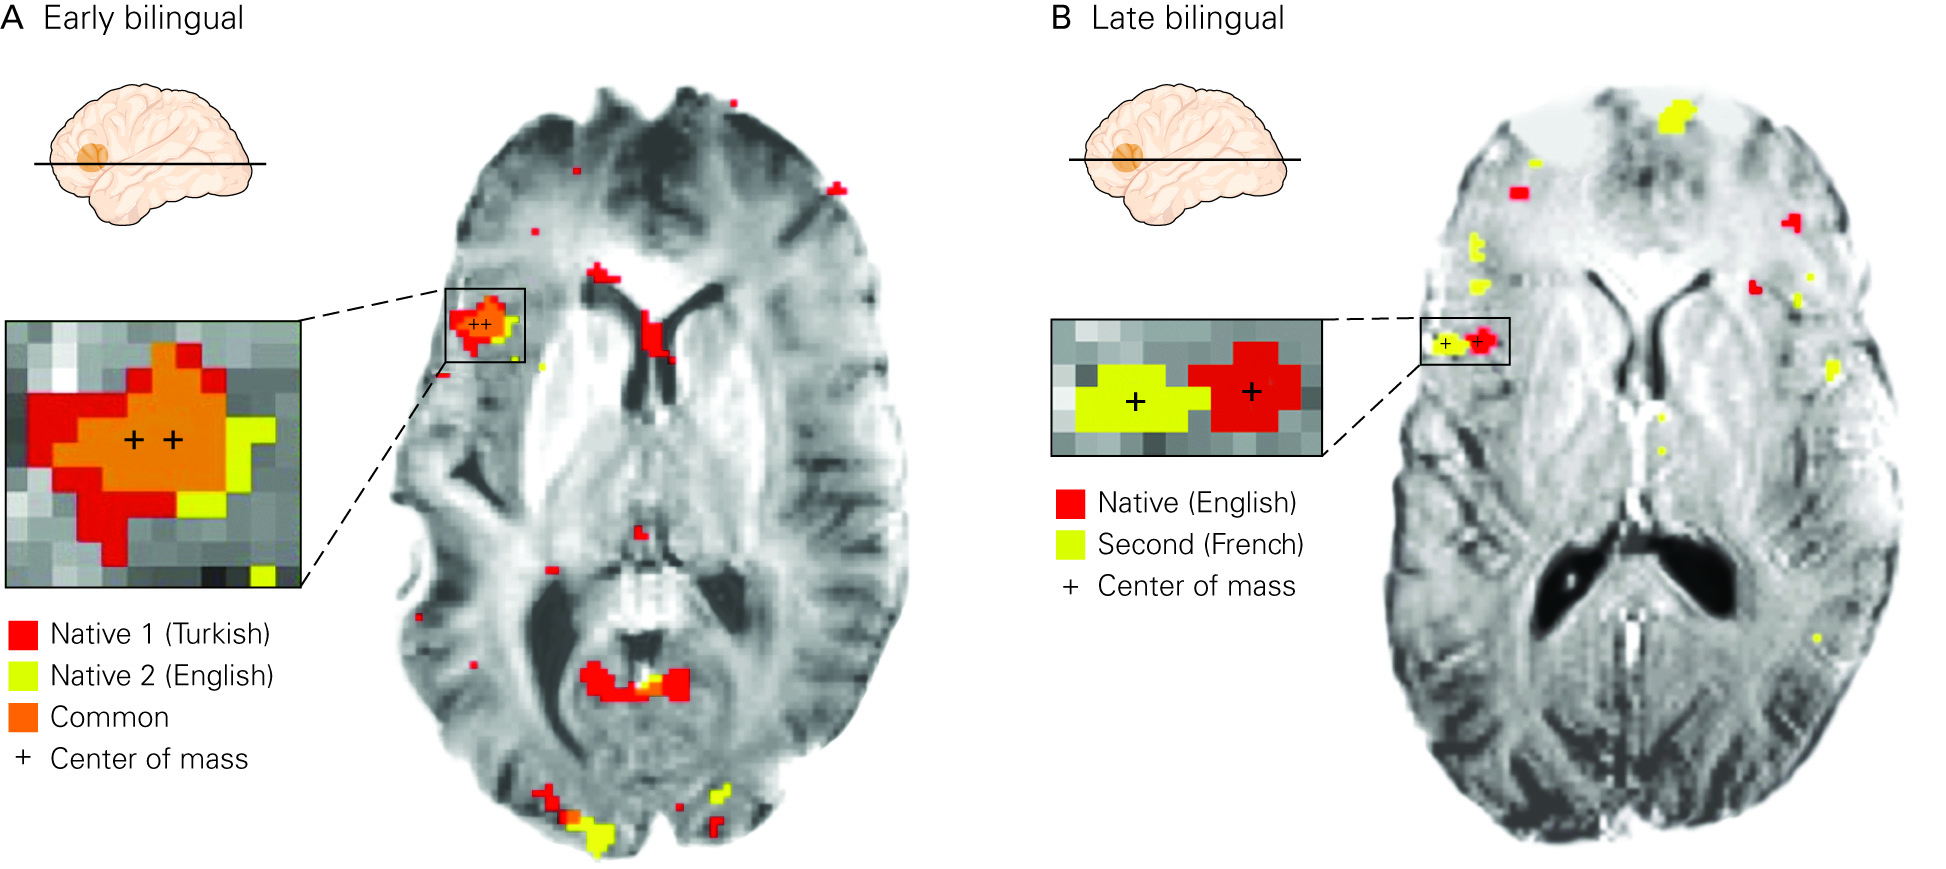 A Early bilingual
Native 1 (Turkish)
Native 2 (English)
Common
+ Center of mass
B Late bilingual
Native (English)
Second (French)
+ Center of mass